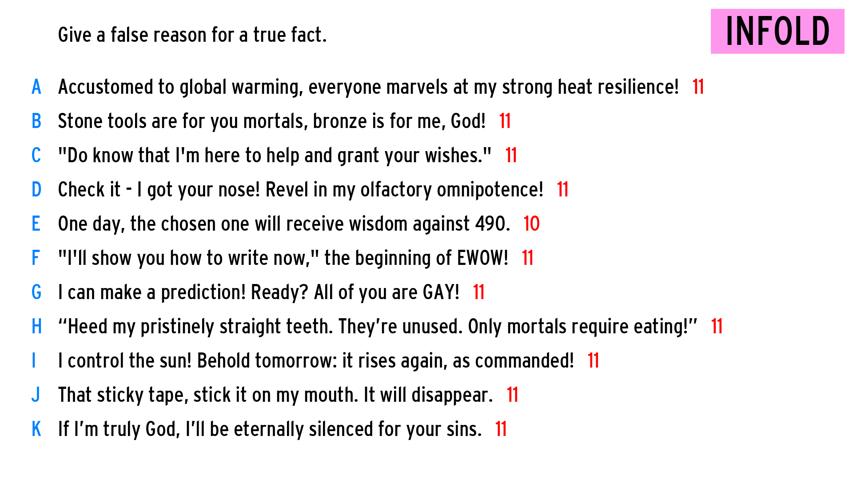 Give a false reason for a true fact.
INFOLD
A Accustomed to global warming, everyone marvels at my strong heat resilience! 11
B Stone tools are for you mortals, bronze is for me, God! 11
C "Do know that I'm here to help and grant your wishes." 11
D Check it - I got your nose! Revel in my olfactory omnipotence! 11
E One day, the chosen one will receive wisdom against 490. 10
F "I'll show you how to write now," the beginning of EWOW! 11
G I can make a prediction! Ready? All of you are GAY! 11
H “Heed my pristinely straight teeth. They’re unused. Only mortals require eating!” 11
I I control the sun! Behold tomorrow: it rises again, as commanded! 11
J That sticky tape, stick it on my mouth. It will disappear. 11
K If I’m truly God, I’ll be eternally silenced for your sins. 11